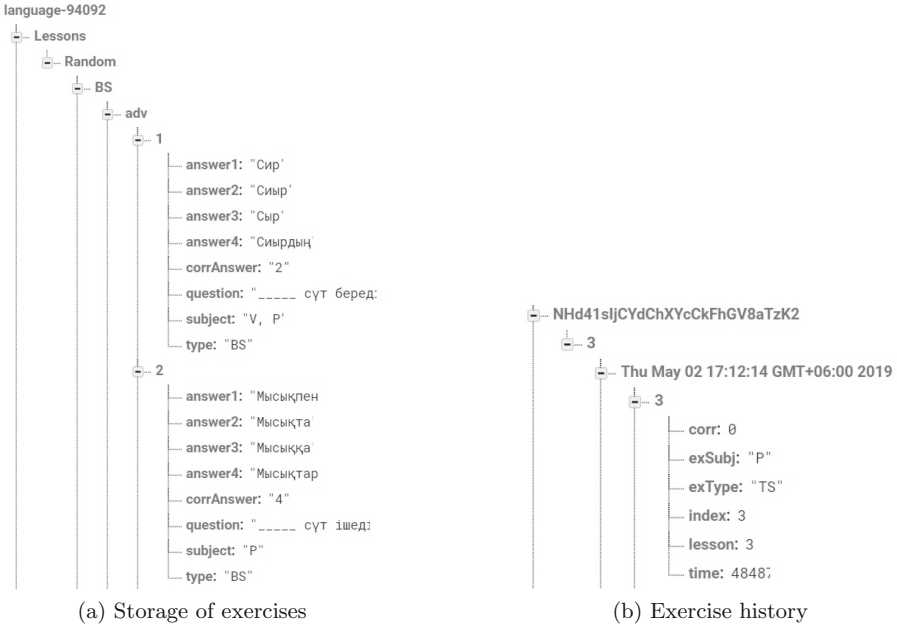 language-94092
Lessons
Random
BS
adv
1
answer1: "Сир'
answer2: "Сиыр'
answer3: "Сыр'
answer4: "Сиырдың'
corrAnswer: "2"
question: "_____ сүт береді
subject: "V, P'
type: "BS"
2
answer1: "Мысықпен
answer2: "Мысықта'
answer3: "Мысыққа'
answer4: "Мысықтар
corrAnswer: "4"
question: "_____ сүт ішеді
subject: "P"
type: "BS"
(a) Storage of exercises
NHd41sIjCYdChXYcCkFhGV8aTzK2
3
Thu May 02 17:12:14 GMT+06:00 2019
3
corr: 0
exSubj: "P"
exType: "TS"
index: 3
lesson: 3
time: 48487
(b) Exercise history